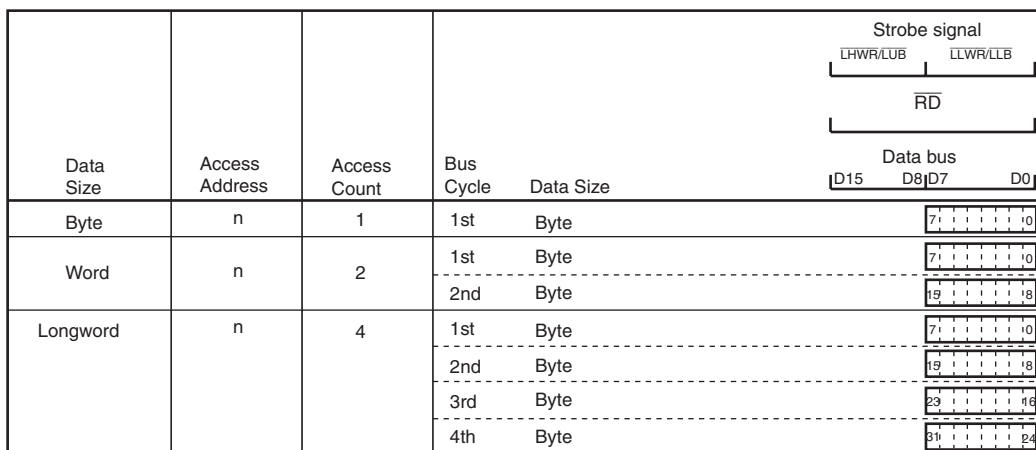 Strobe signal
LHWR/LUB LLWR/LLB
RD
Data Size Access Address Access Count Bus Cycle Data Size Data bus
D15 D8 D7 D0
Byte n 1 1st Byte 7 0
Word n 2 1st Byte 7 0
2nd Byte 15 8
Longword n 4 1st Byte 7 0
2nd Byte 15 8
3rd Byte 23 16
4th Byte 31 24